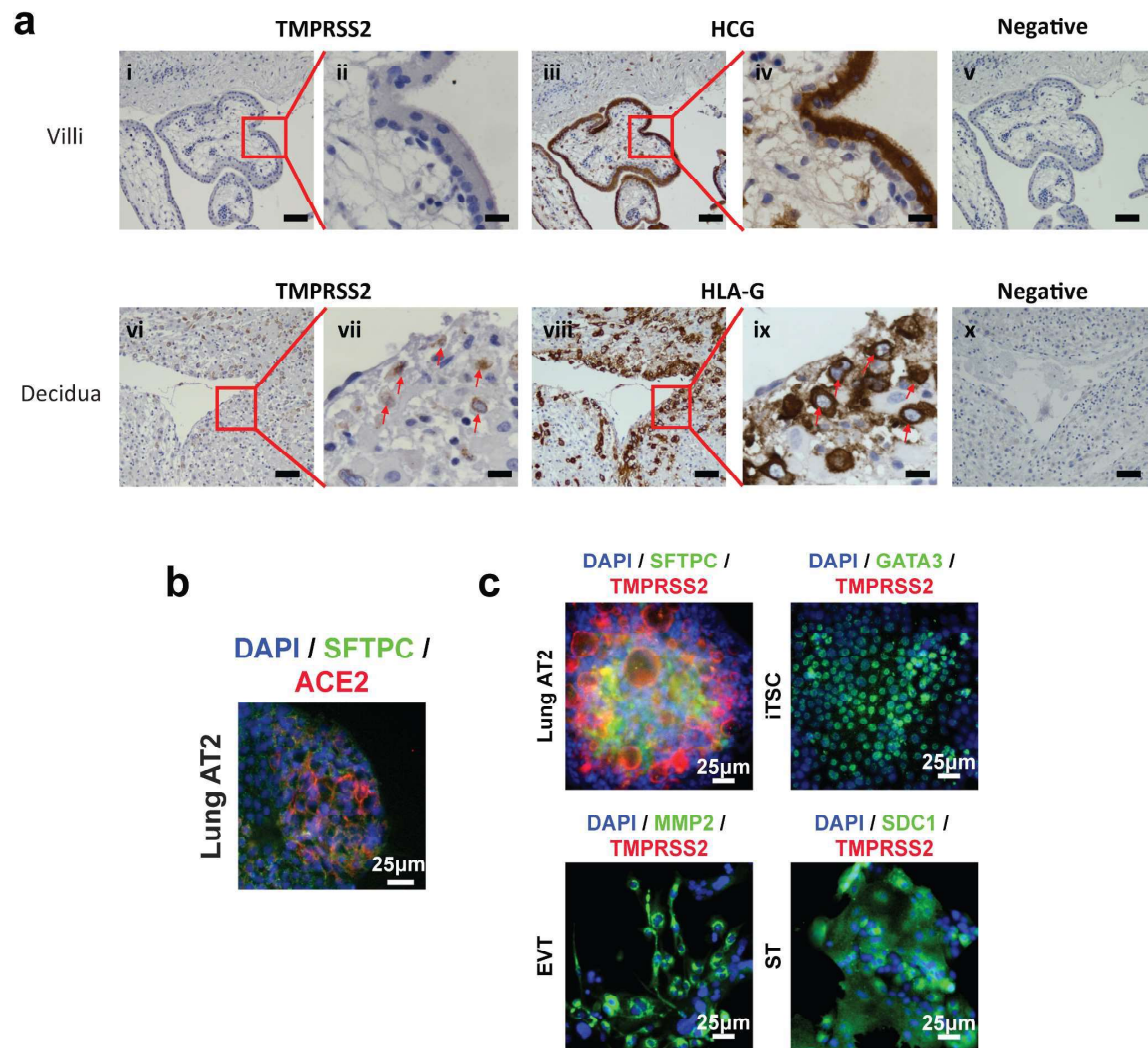 a
TMPRSS2
HCG
Negative
Villi
i
ii
iii
iv
v
TMPRSS2
HLA-G
Negative
Decidua
vi
vii
viii
ix
x
b
DAPI / SFTPC /
ACE2
Lung AT2
25µm
c
DAPI / SFTPC /
TMPRSS2
Lung AT2
25µm
DAPI / GATA3 /
TMPRSS2
iTSC
25µm
DAPI / MMP2 /
TMPRSS2
EVT
25µm
DAPI / SDC1 /
TMPRSS2
ST
25µm